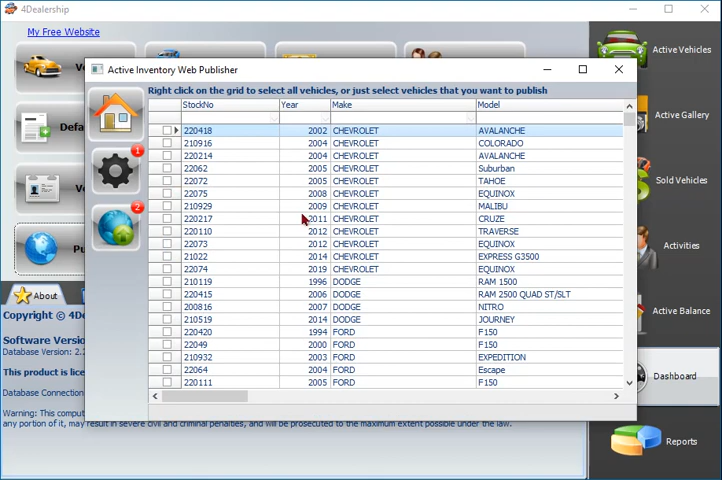 4Dealership
My Free Website
Active Vehicles
Active Gallery
Sold Vehicles
Activities
Active Balance
Dashboard
Reports
About
Copyright © 4De
Software Versio
Database Version: 2.
This product is lice
Database Connection
Warning: This comput
any portion of it, may result in severe civil and criminal penalties, and will be prosecuted to the maximum extent possible under the law.
Active Inventory Web Publisher
Right click on the grid to select all vehicles, or just select vehicles that you want to publish
1
2
StockNo Year Make Model
220418 2002 CHEVROLET AVALANCHE
210916 2004 CHEVROLET COLORADO
220214 2004 CHEVROLET AVALANCHE
22062 2005 CHEVROLET Suburban
22072 2005 CHEVROLET TAHOE
22075 2008 CHEVROLET EQUINOX
210929 2009 CHEVROLET MALIBU
220217 2011 CHEVROLET CRUZE
220110 2012 CHEVROLET TRAVERSE
22073 2012 CHEVROLET EQUINOX
21022 2014 CHEVROLET EXPRESS G3500
22074 2019 CHEVROLET EQUINOX
210119 1996 DODGE RAM 1500
220415 2006 DODGE RAM 2500 QUAD ST/SLT
200816 2007 DODGE NITRO
210519 2014 DODGE JOURNEY
220420 1994 FORD F150
22049 2000 FORD F150
210932 2003 FORD EXPEDITION
22064 2004 FORD Escape
220111 2005 FORD F150